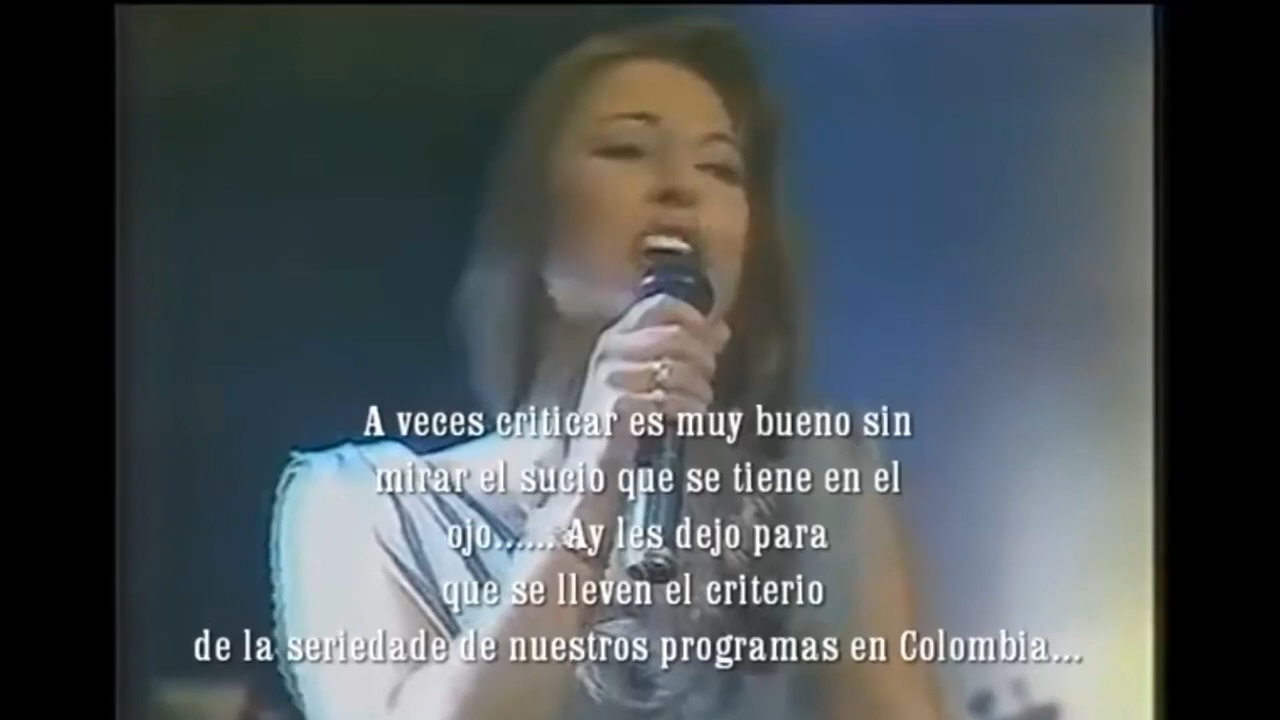 A veces criticar es muy bueno sin
mirar el sucio que se tiene en el
ojo...... Ay les dejo para
que se lleven el criterio
de la seriedade de nuestros programas en Colombia...